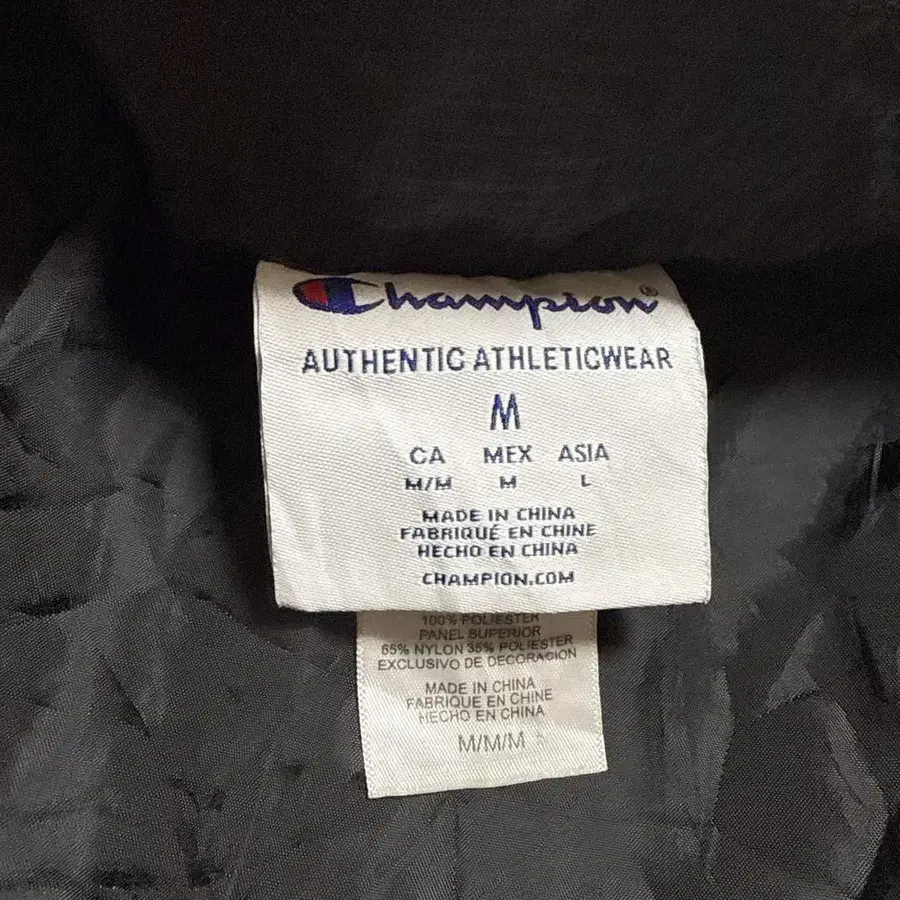 Champion®
AUTHENTIC ATHLETICWEAR
M
CA MEX ASIA
M/M M L
MADE IN CHINA
FABRIQUÉ EN CHINE
HECHO EN CHINA
CHAMPION.COM
100% POLIESTER
PANEL SUPERIOR
65% NYLON 35% POLIESTER
EXCLUSIVO DE DECORACION
MADE IN CHINA
FABRIQUE EN CHINE
HECHO EN CHINA
M/M/M